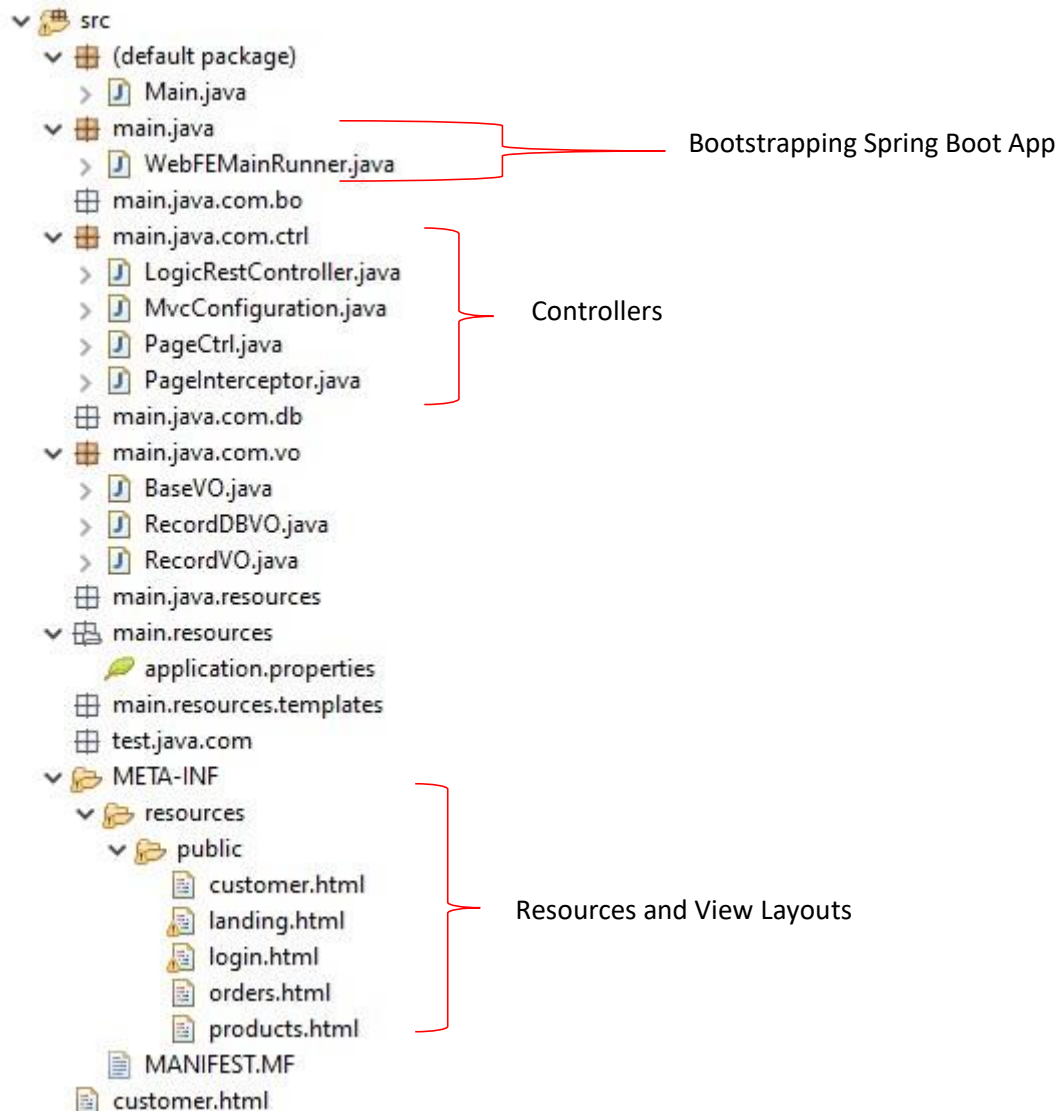 src
(default package)
Main.java
main.java
Bootstrapping Spring Boot App
WebFEMainRunner.java
main.java.com.bo
main.java.com.ctrl
LogicRestController.java
MvcConfiguration.java
Controllers
PageCtrl.java
PageInterceptor.java
main.java.com.db
main.java.com.vo
BaseVO.java
RecordDBVO.java
RecordVO.java
main.java.resources
main.resources
application.properties
main.resources.templates
test.java.com
META-INF
resources
public
customer.html
landing.html
Resources and View Layouts
login.html
orders.html
products.html
MANIFEST.MF
customer.html